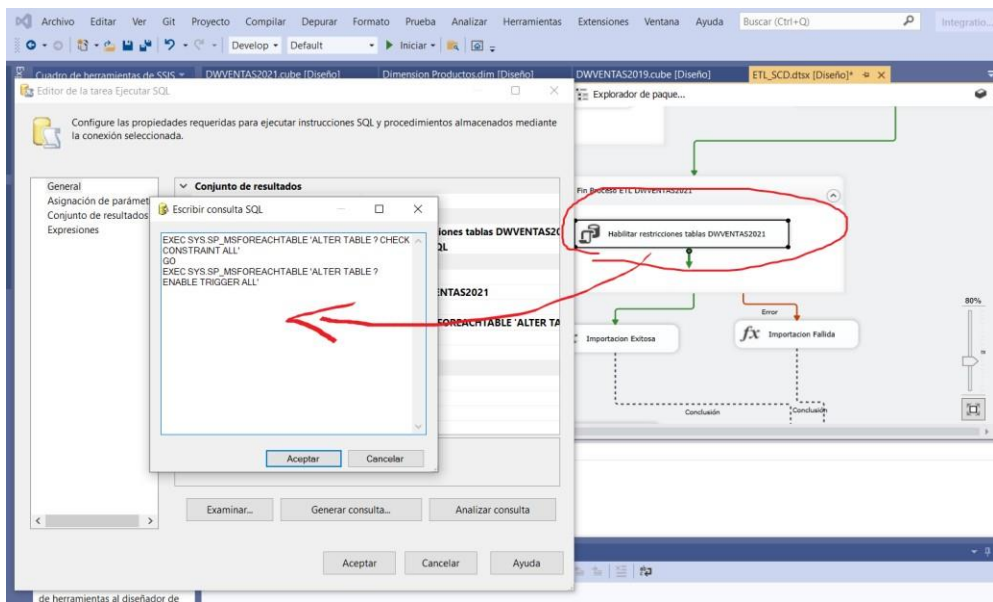 Archivo Editar Ver Git Proyecto Compilar Depurar Formato Prueba Analizar Herramientas Extensiones Ventana Ayuda Buscar (Ctrl+Q) Integratio...
Develop Default Iniciar
Cuadro de herramientas de SSIS DWVENTAS2021.cube [Diseño] Dimension Productos.dim [Diseño] DWVENTAS2019.cube [Diseño] ETL_SCD.dtsx [Diseño]*
Editor de la tarea Ejecutar SQL
Explorador de paque...
Configure las propiedades requeridas para ejecutar instrucciones SQL y procedimientos almacenados mediante
la conexión seleccionada.
General
Asignación de parámet
Conjunto de resultados
Expresiones
Conjunto de resultados
Escribir consulta SQL
EXEC SYS.SP_MSFOREACHTABLE 'ALTER TABLE ? CHECK
CONSTRAINT ALL'
GO
EXEC SYS.SP_MSFOREACHTABLE 'ALTER TABLE ?
ENABLE TRIGGER ALL'
Aceptar Cancelar
iones tablas DWVENTAS20
QL
ENTAS2021
FOREACHTABLE 'ALTER TA
Examinar... Generar consulta... Analizar consulta
Aceptar Cancelar Ayuda
Fin Proceso ETL DWVENTAS2021
Habilitar restricciones tablas DWVENTAS2021
Error
Importacion Exitosa
fx Importacion Fallida
Conclusión Conclusión
80%
de herramientas al diseñador de